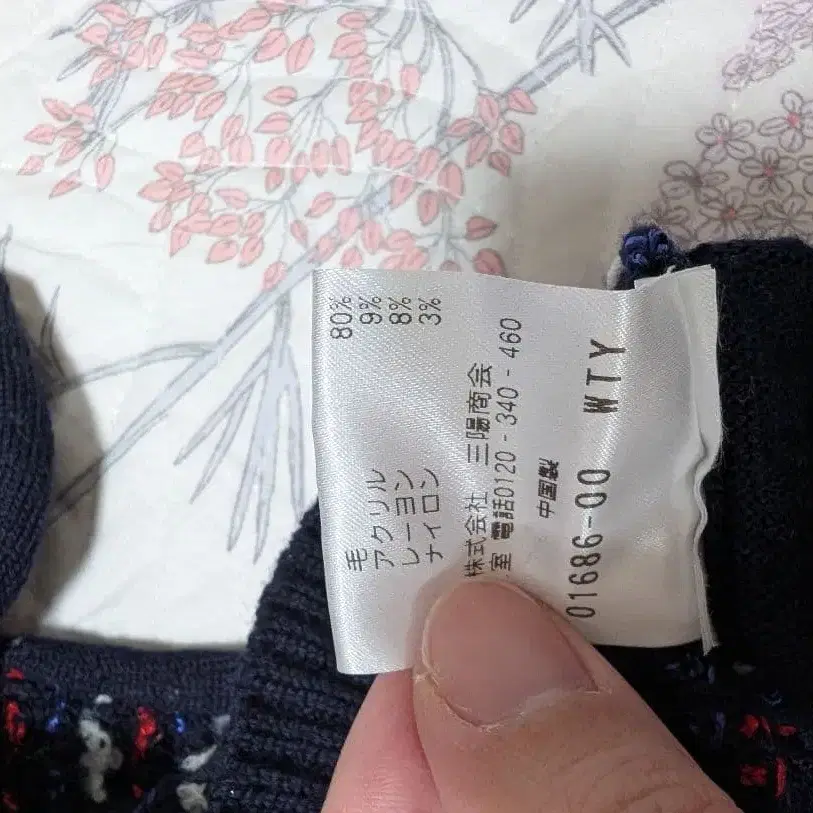 毛 80%
アクリル 9%
レーヨン 8%
ナイロン 3%
株式会社 三陽商会
室 電話0120-340-460
中国製
01686-00 WTY